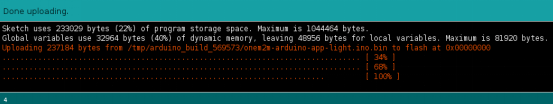 Done uploading.
Sketch uses 233029 bytes (22%) of program storage space. Maximum is 1044464 bytes.
Global variables use 32964 bytes (40%) of dynamic memory, leaving 48956 bytes for local variables. Maximum is 81920 bytes.
Uploading 237184 bytes from /tmp/arduino_build_569573/onem2m-arduino-app-light.ino.bin to flash at 0x00000000
................................................................................ [ 34% ]
................................................................................ [ 68% ]
........................................................................ [ 100% ]
4